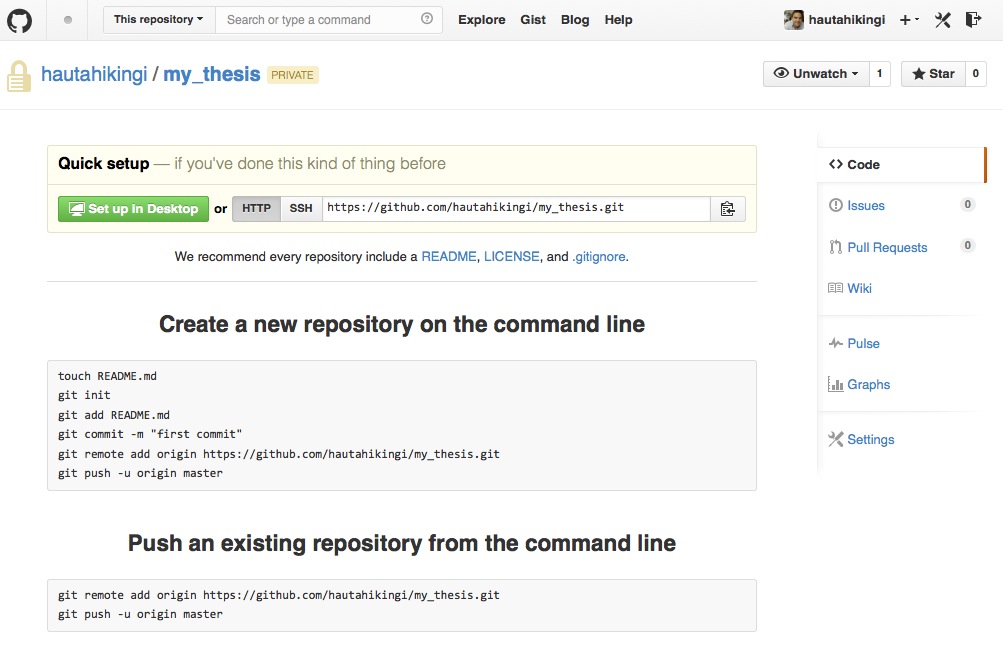 This repository Search or type a command Explore Gist Blog Help hautahikingi
hautahikingi / my_thesis PRIVATE Unwatch 1 Star 0
Quick setup — if you've done this kind of thing before
Set up in Desktop or HTTP SSH https://github.com/hautahikingi/my_thesis.git
We recommend every repository include a README, LICENSE, and .gitignore.
Create a new repository on the command line
touch README.md
git init
git add README.md
git commit -m "first commit"
git remote add origin https://github.com/hautahikingi/my_thesis.git
git push -u origin master
Push an existing repository from the command line
git remote add origin https://github.com/hautahikingi/my_thesis.git
git push -u origin master
Code
Issues 0
Pull Requests 0
Wiki
Pulse
Graphs
Settings